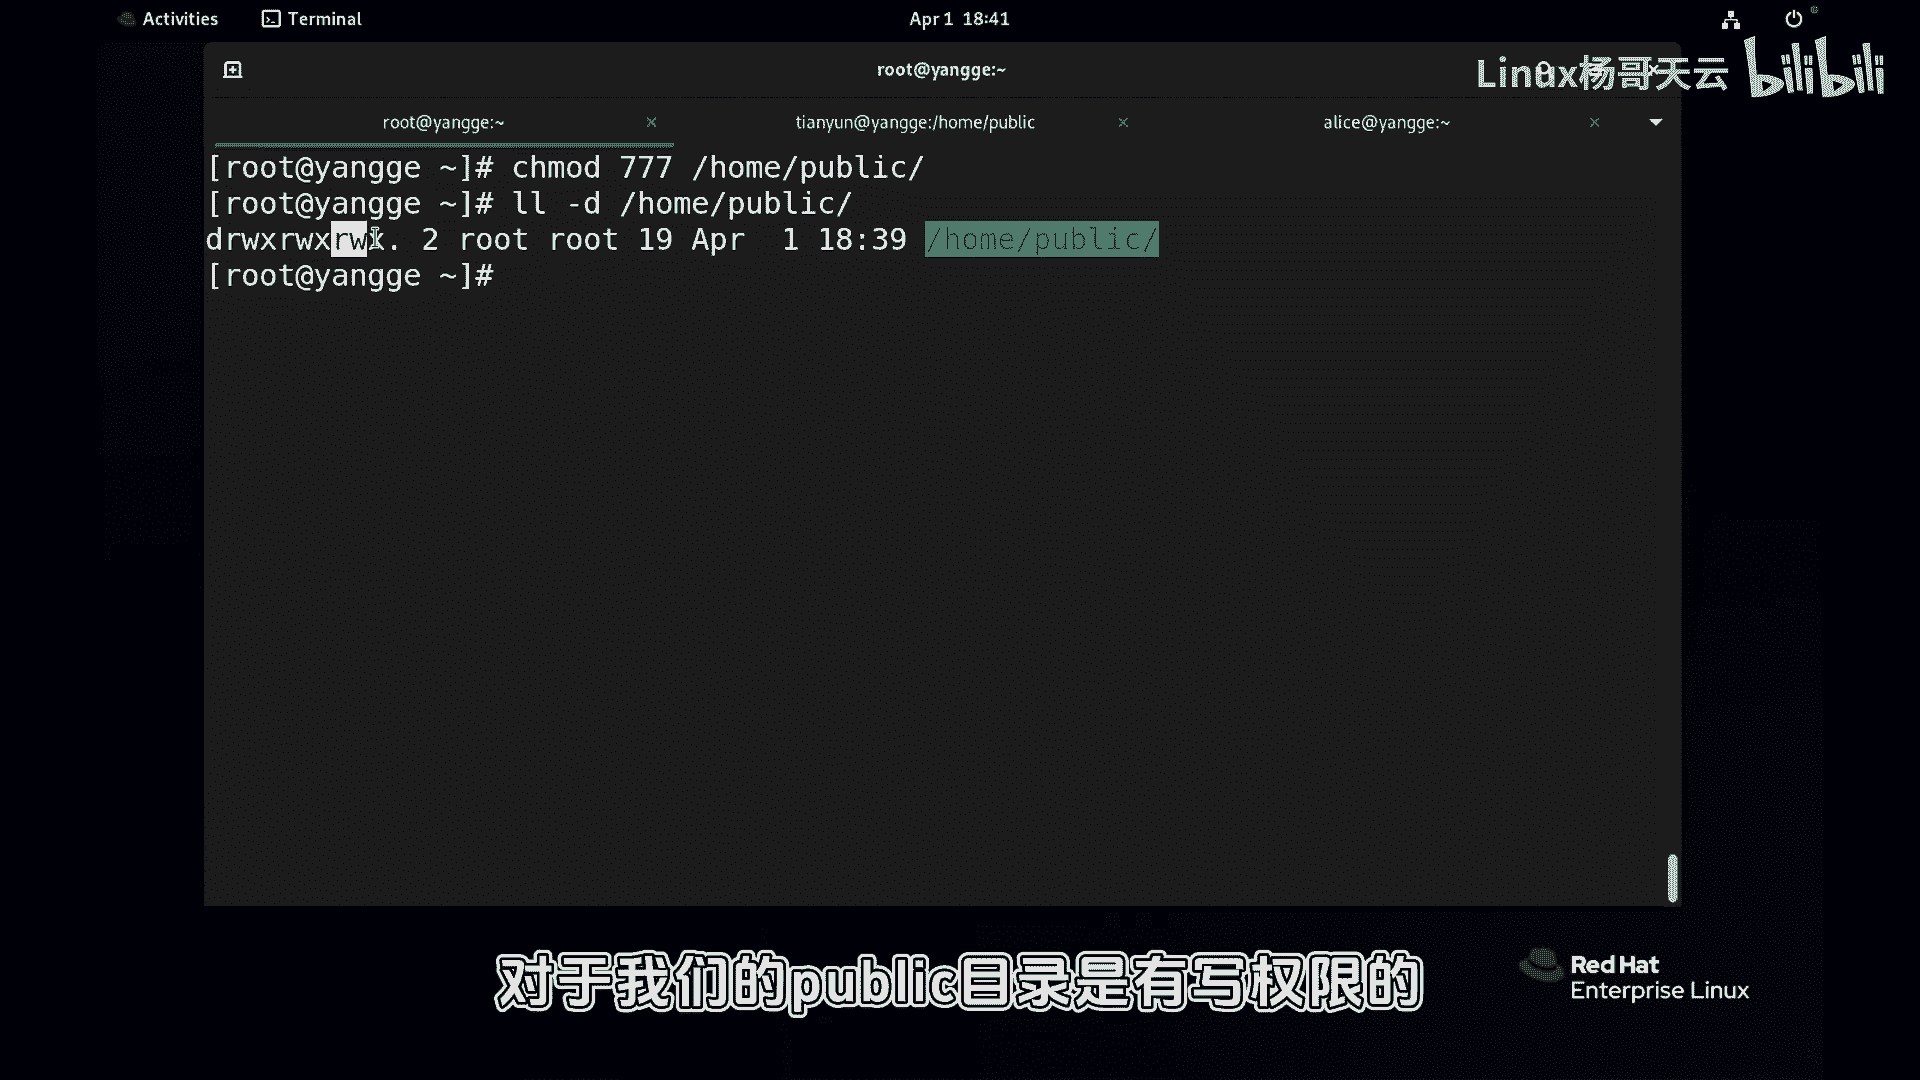 Activities Terminal Apr 1 18:41
root@yangge:~
Linux杨哥天云 bilibili
root@yangge:~ × tianyun@yangge:/home/public × alice@yangge:~ ×
[root@yangge ~]# chmod 777 /home/public/
[root@yangge ~]# ll -d /home/public/
drwxrwxrwx. 2 root root 19 Apr  1 18:39 /home/public/
[root@yangge ~]#
对于我们的public目录是有写权限的
Red Hat
Enterprise Linux